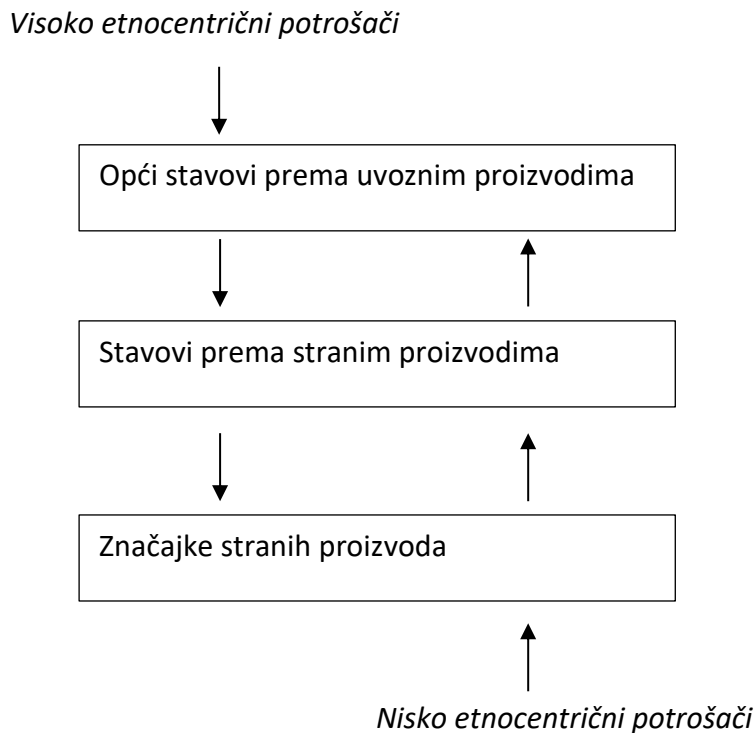 Visoko etnocentrični potrošači
Opći stavovi prema uvoznim proizvodima
Stavovi prema stranim proizvodima
Značajke stranih proizvoda
Nisko etnocentrični potrošači